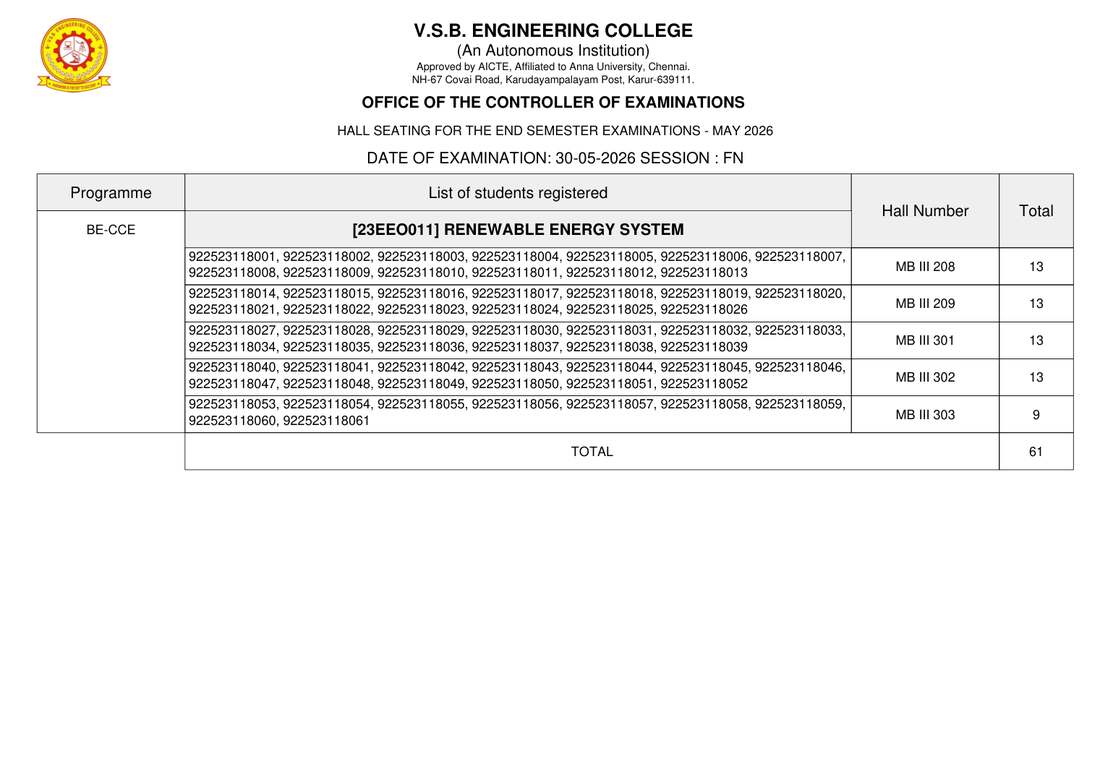 V.S.B. ENGINEERING COLLEGE
(An Autonomous Institution)
Approved by AICTE, Affiliated to Anna University, Chennai.
NH-67 Covai Road, Karudayampalayam Post, Karur-639111.
OFFICE OF THE CONTROLLER OF EXAMINATIONS
HALL SEATING FOR THE END SEMESTER EXAMINATIONS - MAY 2026
DATE OF EXAMINATION: 30-05-2026 SESSION : FN
Programme List of students registered Hall Number Total
BE-CCE [23EEO011] RENEWABLE ENERGY SYSTEM
922523118001, 922523118002, 922523118003, 922523118004, 922523118005, 922523118006, 922523118007,
922523118008, 922523118009, 922523118010, 922523118011, 922523118012, 922523118013
MB III 208 13
922523118014, 922523118015, 922523118016, 922523118017, 922523118018, 922523118019, 922523118020,
922523118021, 922523118022, 922523118023, 922523118024, 922523118025, 922523118026
MB III 209 13
922523118027, 922523118028, 922523118029, 922523118030, 922523118031, 922523118032, 922523118033,
922523118034, 922523118035, 922523118036, 922523118037, 922523118038, 922523118039
MB III 301 13
922523118040, 922523118041, 922523118042, 922523118043, 922523118044, 922523118045, 922523118046,
922523118047, 922523118048, 922523118049, 922523118050, 922523118051, 922523118052
MB III 302 13
922523118053, 922523118054, 922523118055, 922523118056, 922523118057, 922523118058, 922523118059,
922523118060, 922523118061
MB III 303 9
TOTAL 61